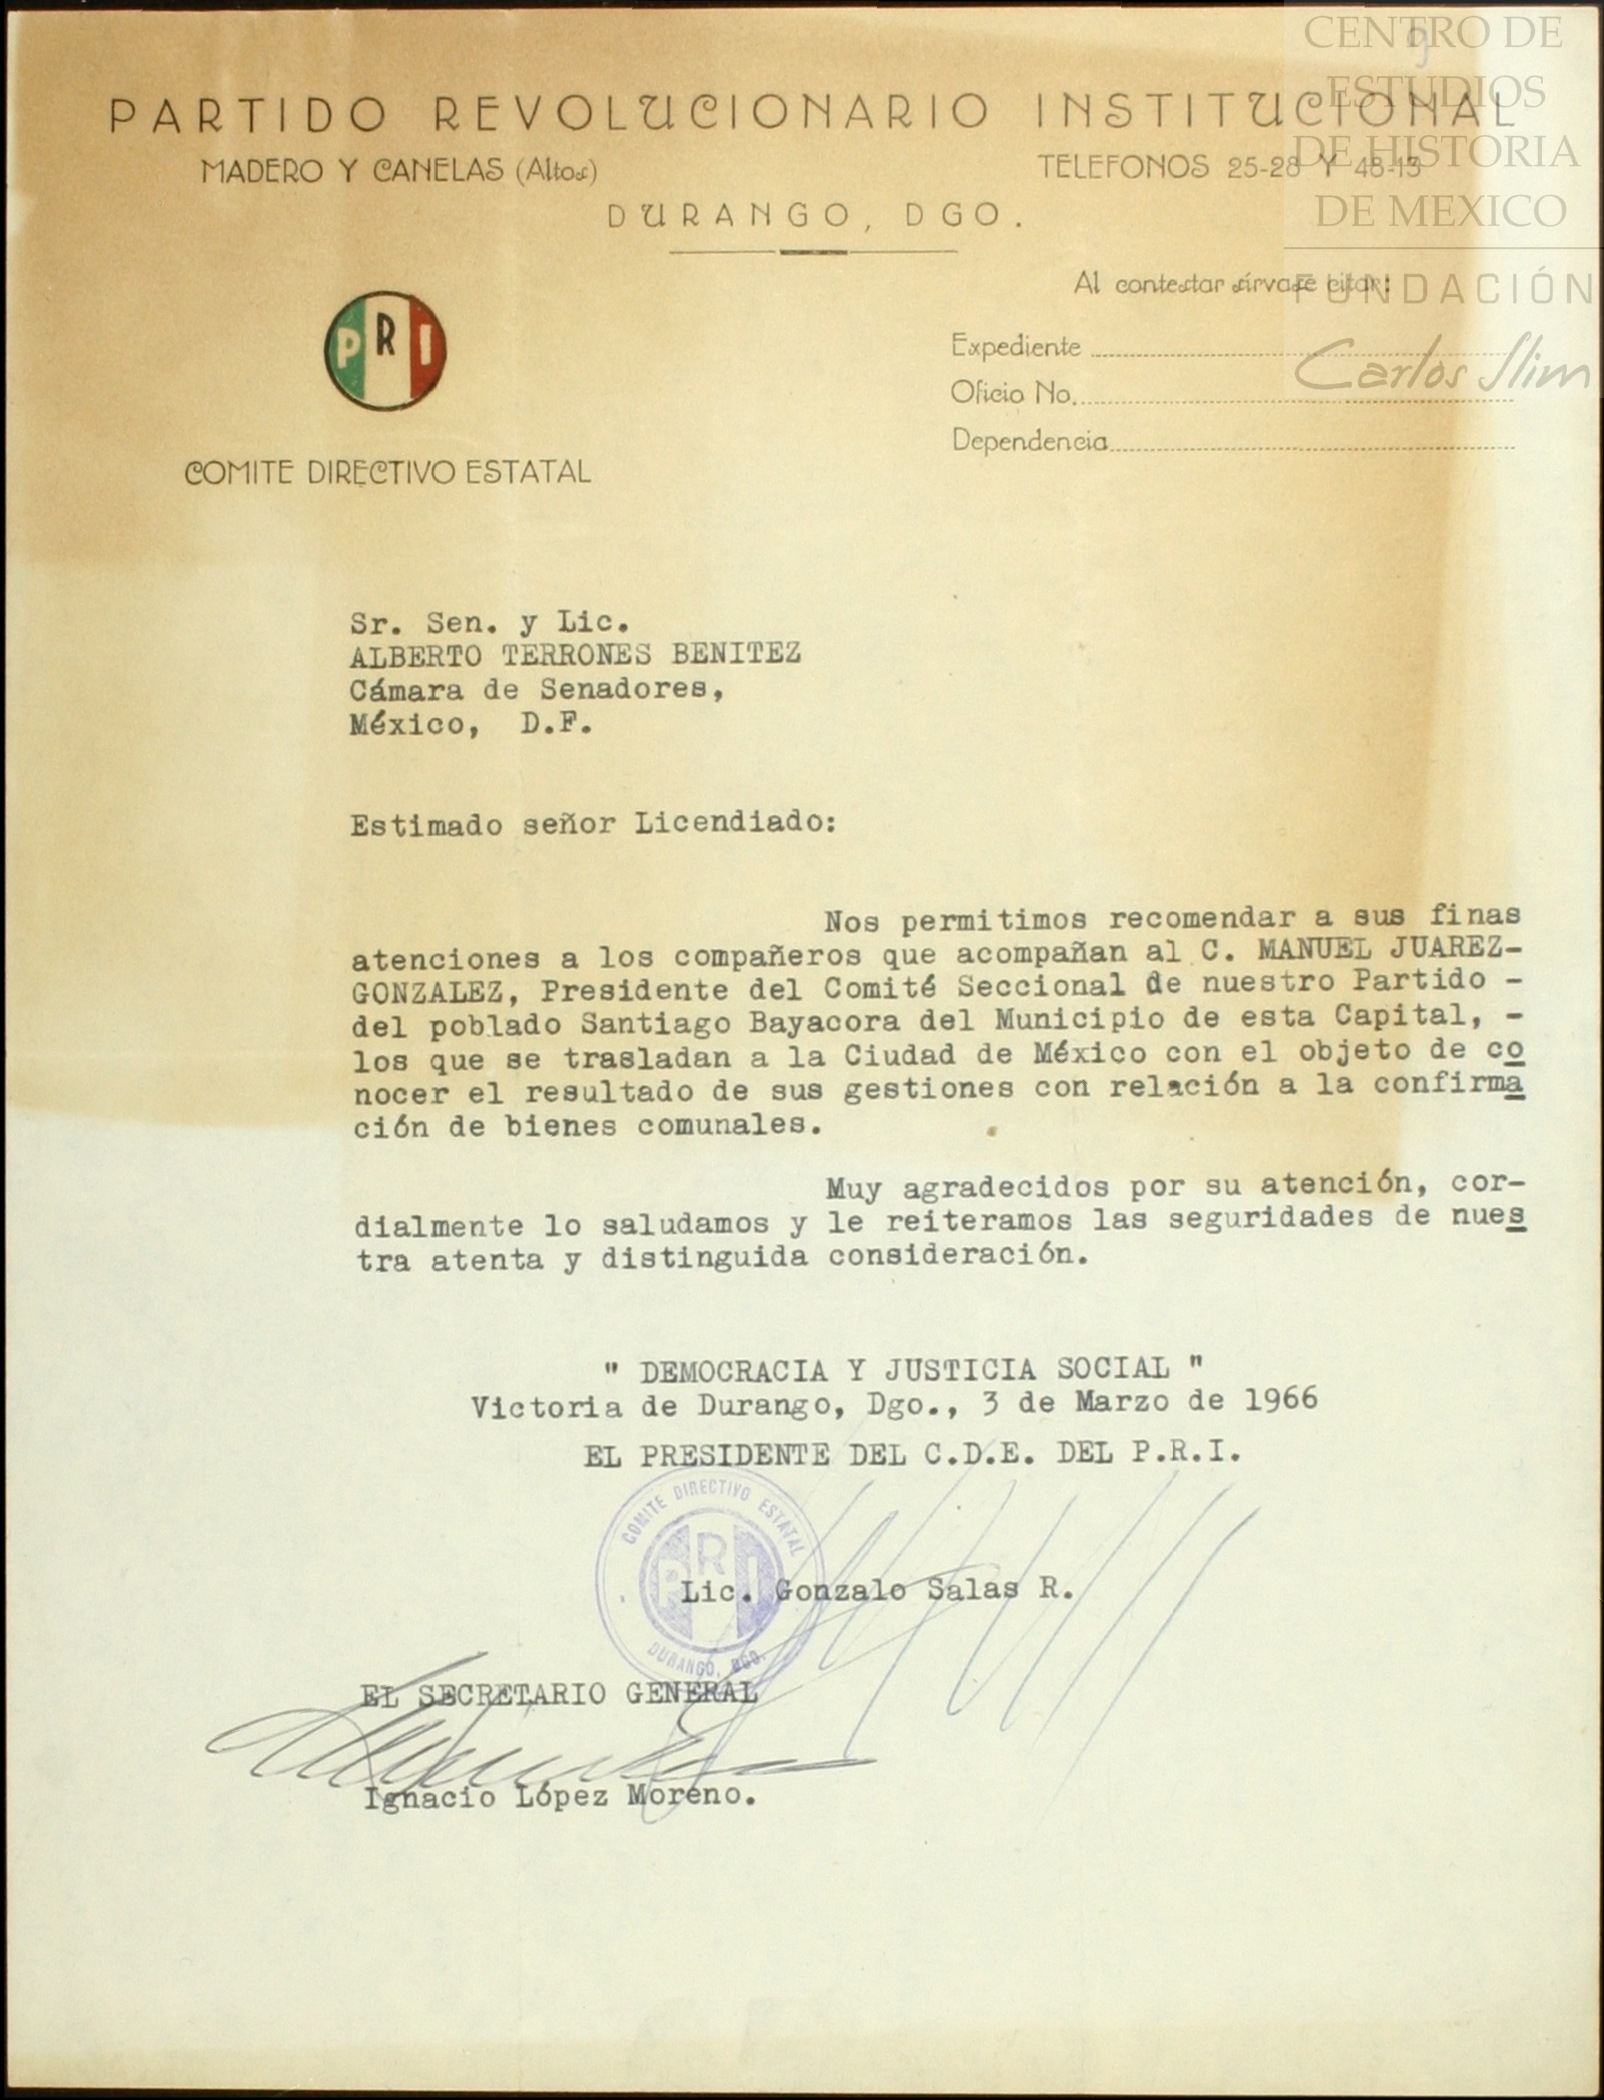 CENTRO DE
ESTUDIOS
DE HISTORIA
DE MEXICO
FUNDACIÓN
Carlos Slim
PARTIDO REVOLUCIONARIO INSTITUCIONAL
MADERO Y CANELAS (Altos) TELEFONOS 25-28 Y 48-13
DURANGO, DGO.
Al contestar sírvase citar:
PRI
Expediente
Oficio No.
Dependencia
COMITE DIRECTIVO ESTATAL
Sr. Sen. y Lic.
ALBERTO TERRONES BENITEZ
Cámara de Senadores,
México, D.F.
Estimado señor Licendiado:
Nos permitimos recomendar a sus finas
atenciones a los compañeros que acompañan al C. MANUEL JUAREZ-
GONZALEZ, Presidente del Comité Seccional de nuestro Partido -
del poblado Santiago Bayacora del Municipio de esta Capital, -
los que se trasladan a la Ciudad de México con el objeto de co
nocer el resultado de sus gestiones con relación a la confirma
ción de bienes comunales.
Muy agradecidos por su atención, cor-
dialmente lo saludamos y le reiteramos las seguridades de nues
tra atenta y distinguida consideración.
" DEMOCRACIA Y JUSTICIA SOCIAL "
Victoria de Durango, Dgo., 3 de Marzo de 1966
EL PRESIDENTE DEL C.D.E. DEL P.R.I.
COMITE DIRECTIVO ESTATAL
PRI
DURANGO, DGO.
Lic. Gonzalo Salas R.
EL SECRETARIO GENERAL
Ignacio López Moreno.